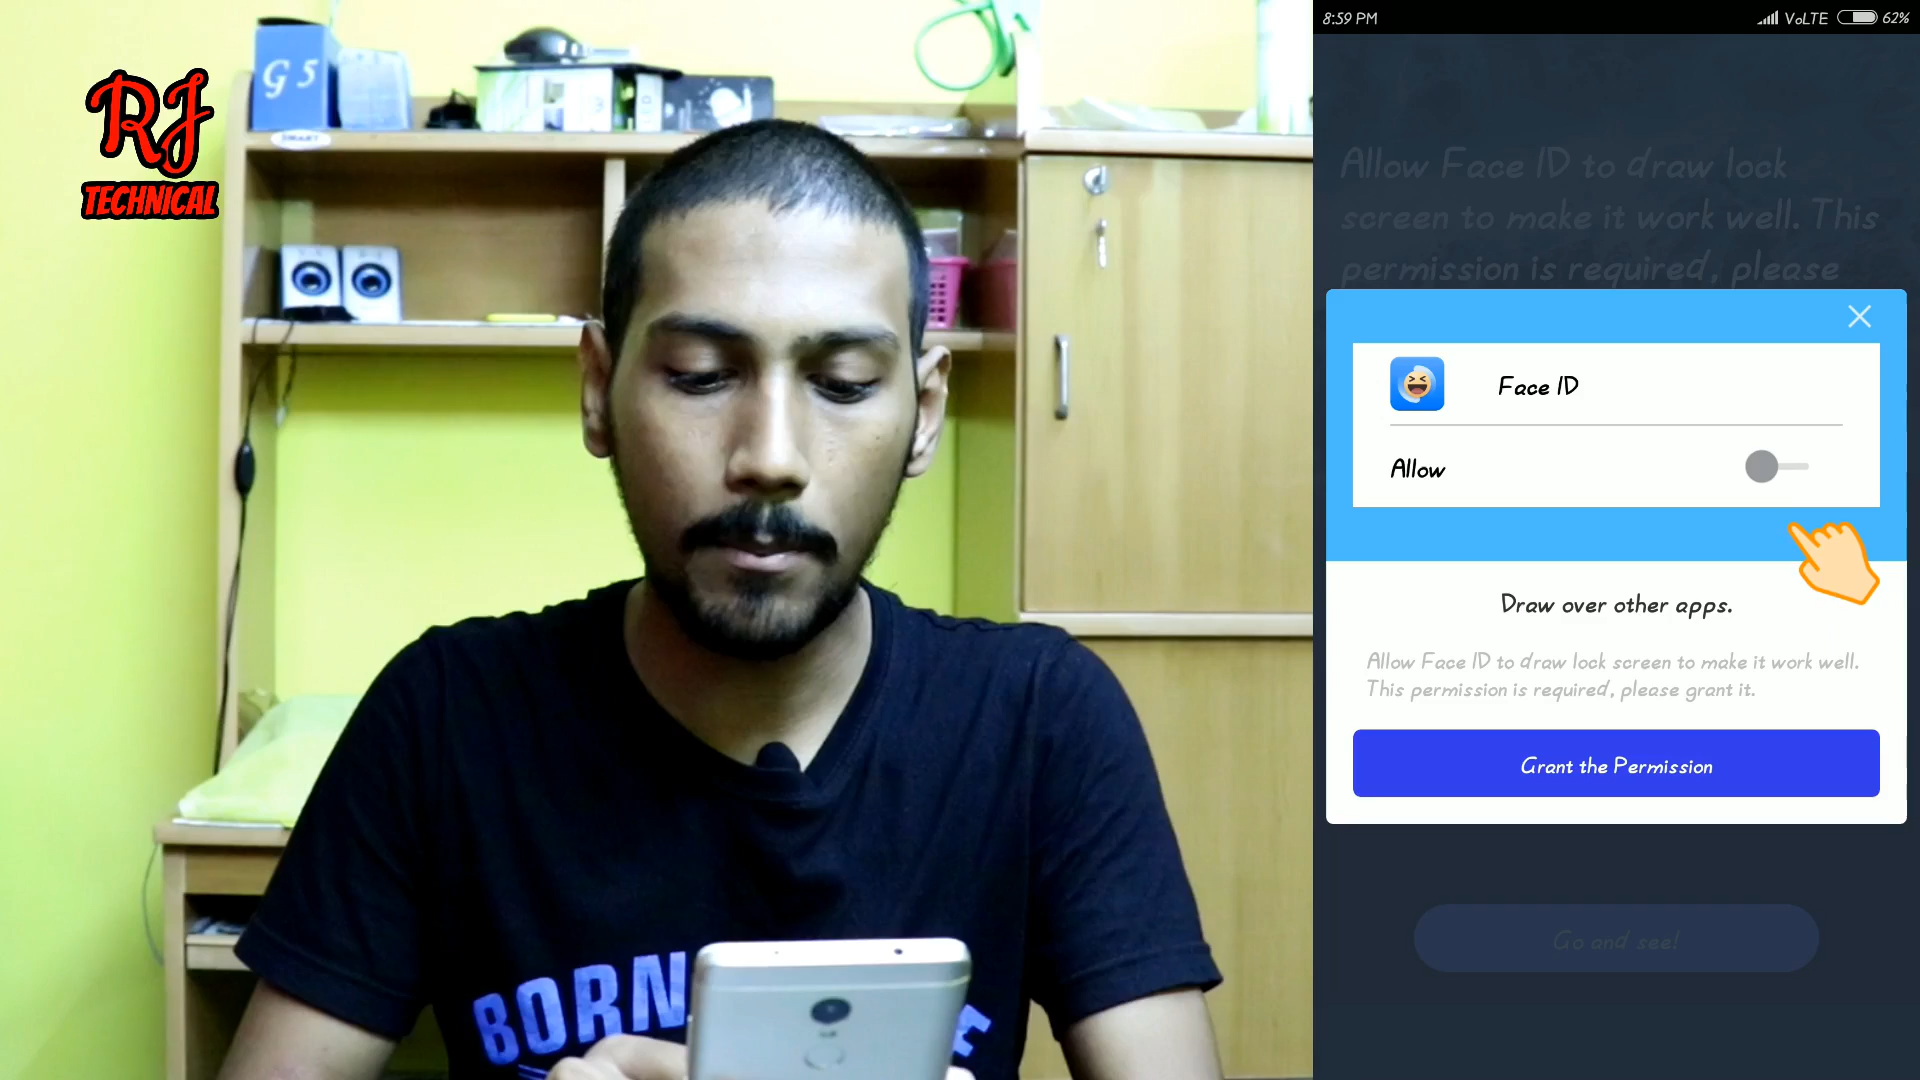 RJ
TECHNICAL
G 5
SMART
BORN
8:59 PM
VoLTE
62%
Allow Face ID to draw lock
screen to make it work well. This
permission is required, please
Face ID
Allow
Draw over other apps.
Allow Face ID to draw lock screen to make it work well.
This permission is required, please grant it.
Grant the Permission
Go and see!